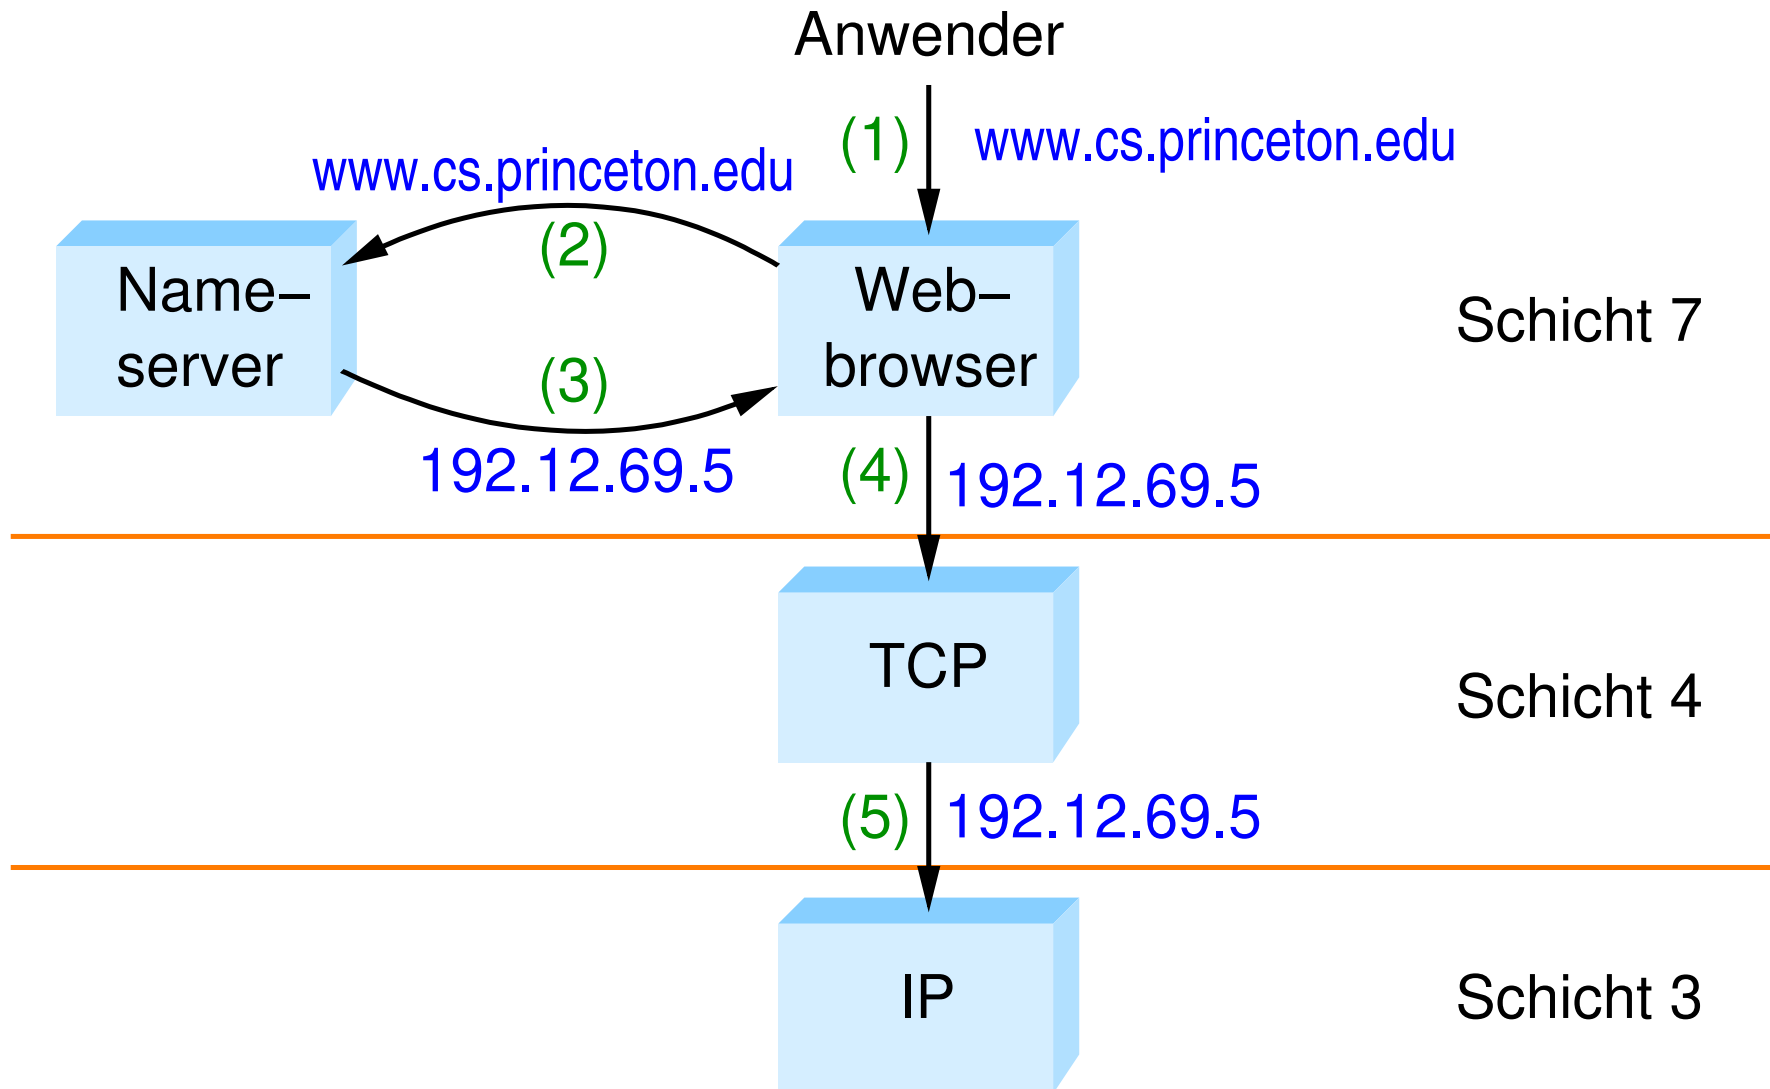 Anwender
(1) www.cs.princeton.edu
www.cs.princeton.edu
(2)
Name–
server
Web–
browser
Schicht 7
(3)
192.12.69.5
(4) 192.12.69.5
TCP
Schicht 4
(5) 192.12.69.5
IP
Schicht 3